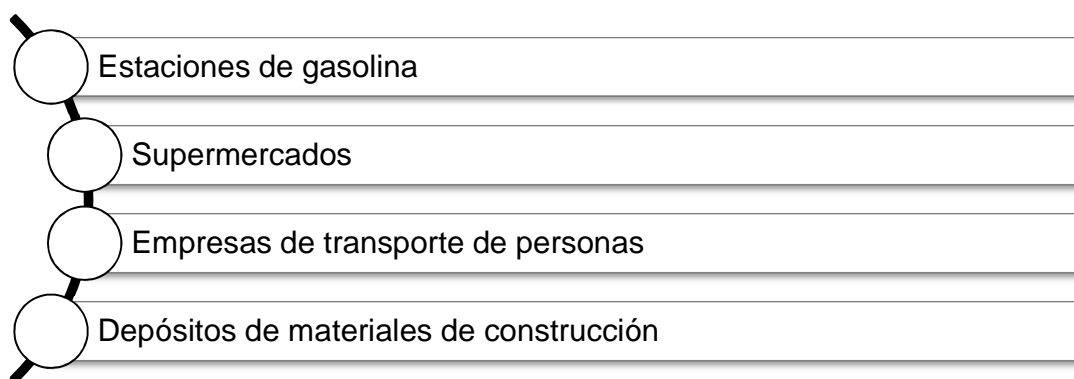 Estaciones de gasolina
Supermercados
Empresas de transporte de personas
Depósitos de materiales de construcción